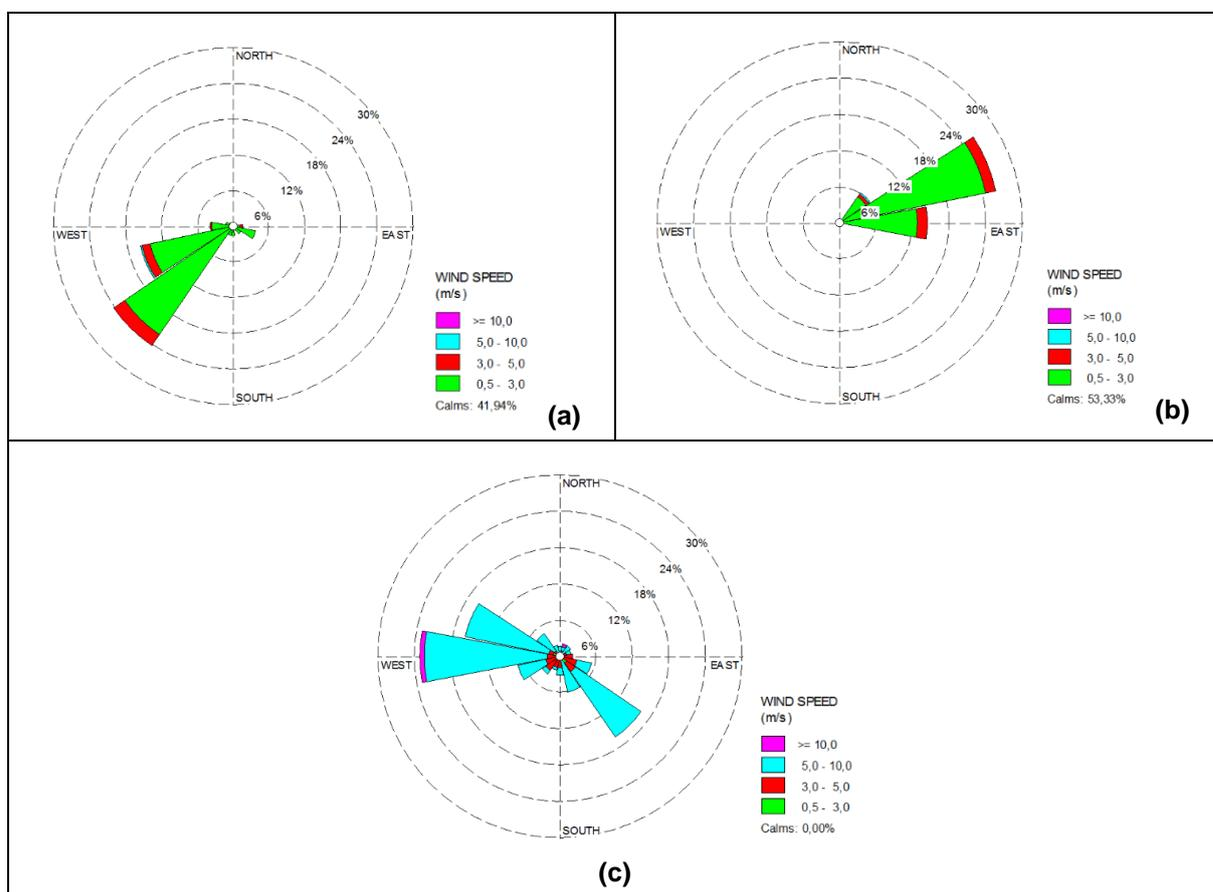 NORTH
30%
24%
18%
12%
6%
WEST
EAST
SOUTH
WIND SPEED
(m/s)
>= 10,0
5,0 - 10,0
3,0 - 5,0
0,5 - 3,0
Calms: 41,94%
(a)
NORTH
30%
24%
18%
12%
6%
WEST
EAST
SOUTH
WIND SPEED
(m/s)
>= 10,0
5,0 - 10,0
3,0 - 5,0
0,5 - 3,0
Calms: 53,33%
(b)
NORTH
30%
24%
18%
12%
6%
WEST
EAST
SOUTH
WIND SPEED
(m/s)
>= 10,0
5,0 - 10,0
3,0 - 5,0
0,5 - 3,0
Calms: 0,00%
(c)